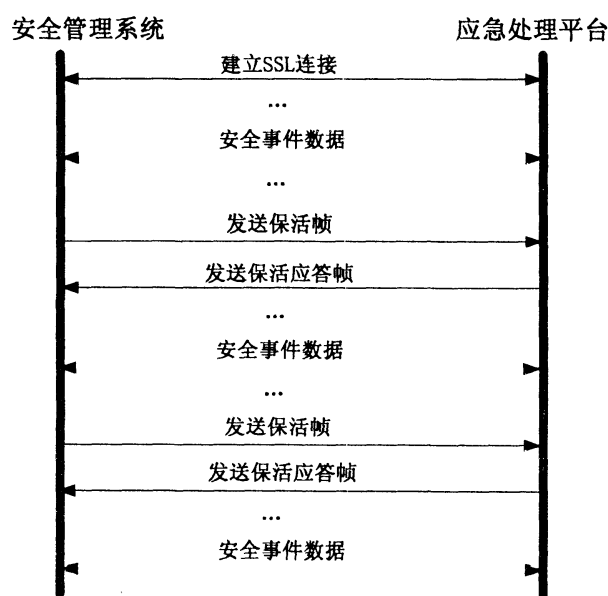 安全管理系统
应急处理平台
建立SSL连接
...
安全事件数据
...
发送保活帧
发送保活应答帧
...
安全事件数据
...
发送保活帧
发送保活应答帧
...
安全事件数据